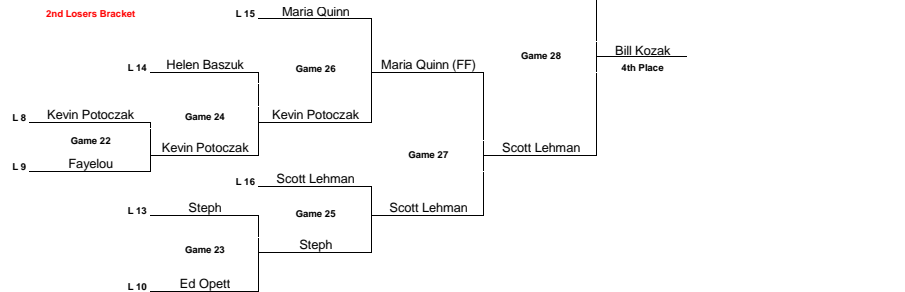 2nd Losers Bracket
L 15 Maria Quinn
Game 28
Bill Kozak
4th Place
L 14 Helen Baszuk
Game 26
Maria Quinn (FF)
L 8 Kevin Potoczak
Game 24
Kevin Potoczak
Game 22
Kevin Potoczak
Game 27
Scott Lehman
L 9 Fayelou
L 16 Scott Lehman
L 13 Steph
Game 25
Scott Lehman
Game 23
Steph
L 10 Ed Opett